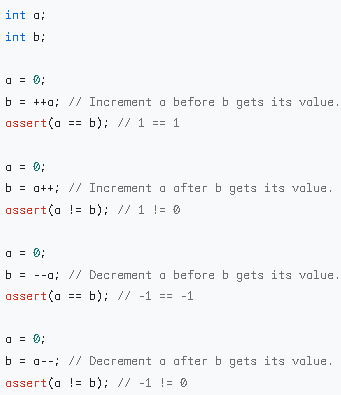 int a;
int b;
a = 0;
b = ++a; // Increment a before b gets its value.
assert(a == b); // 1 == 1
a = 0;
b = a++; // Increment a after b gets its value.
assert(a != b); // 1 != 0
a = 0;
b = --a; // Decrement a before b gets its value.
assert(a == b); // -1 == -1
a = 0;
b = a--; // Decrement a after b gets its value.
assert(a != b); // -1 != 0